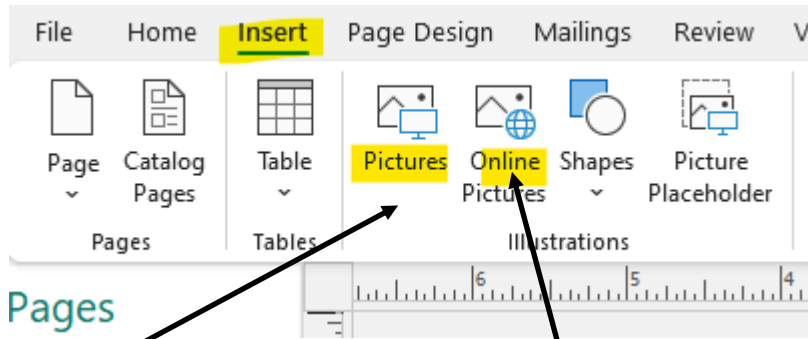 File Home Insert Page Design Mailings Review V
Page Catalog Pages Table Pictures Online Pictures Shapes Picture Placeholder
Pages Tables Illustrations
6 5 4
Pages